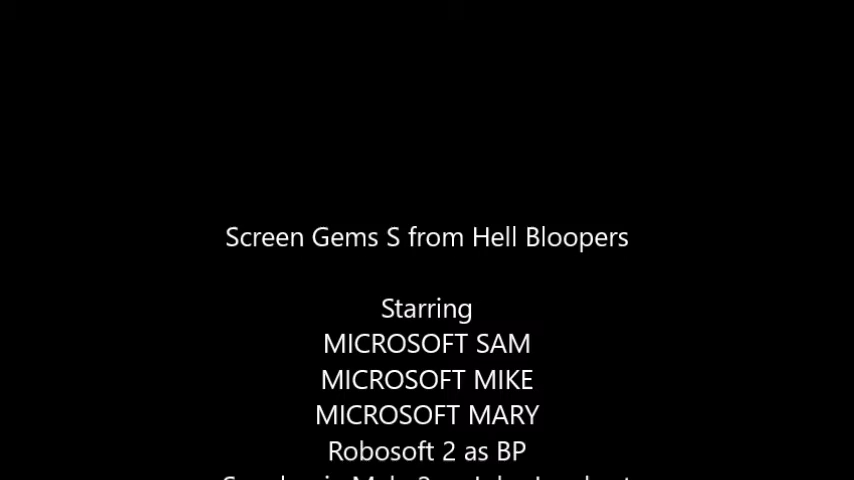 Screen Gems S from Hell Bloopers
Starring
MICROSOFT SAM
MICROSOFT MIKE
MICROSOFT MARY
Robosoft 2 as BP